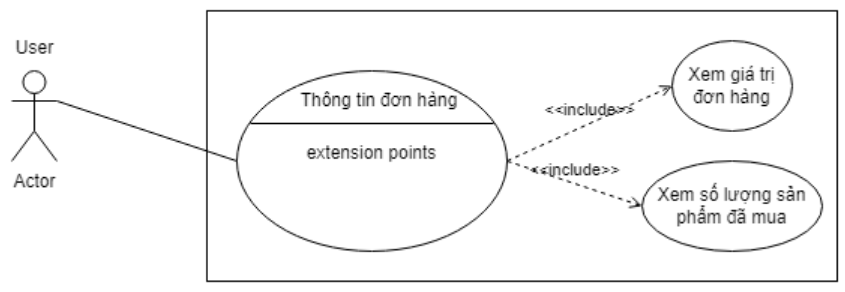 User
Actor
Thông tin đơn hàng
extension points
<<include>>
<<include>>
Xem giá trị
đơn hàng
Xem số lượng sản
phẩm đã mua